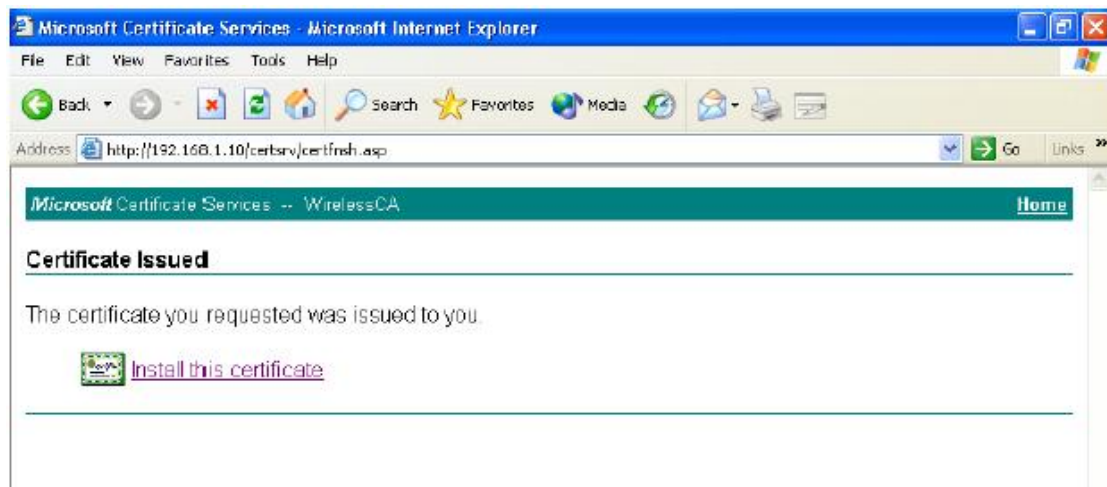 Microsoft Certificate Services - Microsoft Internet Explorer
File Edit View Favorites Tools Help
Back Search Favorites Media
Address http://192.168.1.10/certsrv/certfnsh.asp Go Links »
Microsoft Certificate Services -- WirelessCA Home
Certificate Issued
The certificate you requested was issued to you.
Install this certificate